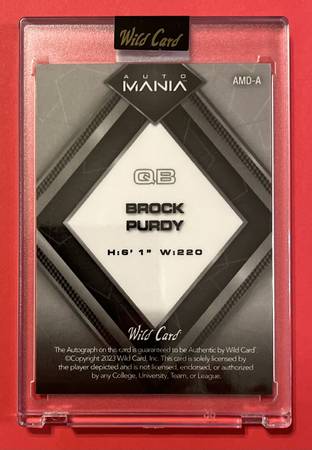 Wild Card
AMD-A
AUTO
MANIA
QB
BROCK
PURDY
H:6' 1" W:220
Wild Card
The Autograph on this card is guaranteed to be Authentic by Wild Card
©Copyright 2023 Wild Card, Inc. This card is solely licensed by
the player depicted and is not licensed, endorsed, or authorized
by any College, University, Team, or League.